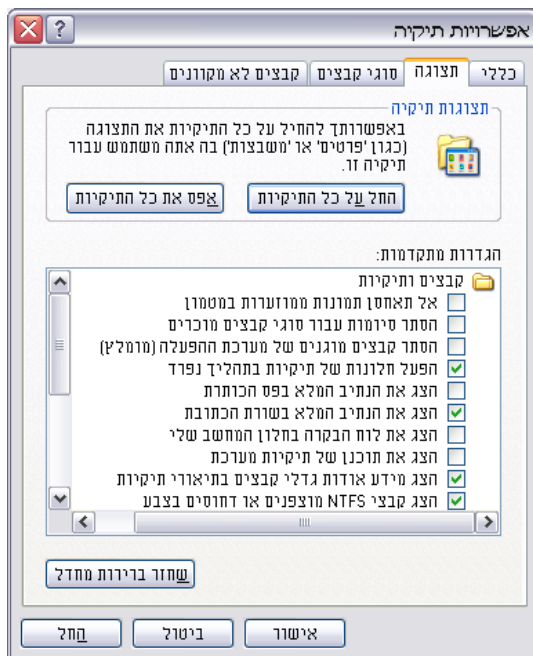 אפשרויות תיקיה
כללי
תצוגה
סוגי קבצים
קבצים לא מקוונים
תצוגות תיקיה
באפשרותך להחיל על כל התיקיות את התצוגה
(כגון 'פרטים' או 'משבצות') בה אתה משתמש עבור
תיקיה זו.
החל על כל התיקיות
אפס את כל התיקיות
הגדרות מתקדמות:
קבצים ותיקיות
אל תאחסן תמונות ממוזערות במטמון
הסתר סיומות עבור סוגי קבצים מוכרים
הסתר קבצים מוגנים של מערכת ההפעלה (מומלץ)
הפעל חלונות של תיקיות בתהליך נפרד
הצג את הנתיב המלא בפס הכותרת
הצג את הנתיב המלא בשורת הכתובת
הצג את לוח הבקרה בחלון המחשב שלי
הצג את תוכנן של תיקיות מערכת
הצג מידע אודות גדלי קבצים בתיאורי תיקיות
הצג קבצי NTFS מוצפנים או דחוסים בצבע
שחזר ברירות מחדל
אישור
ביטול
החל